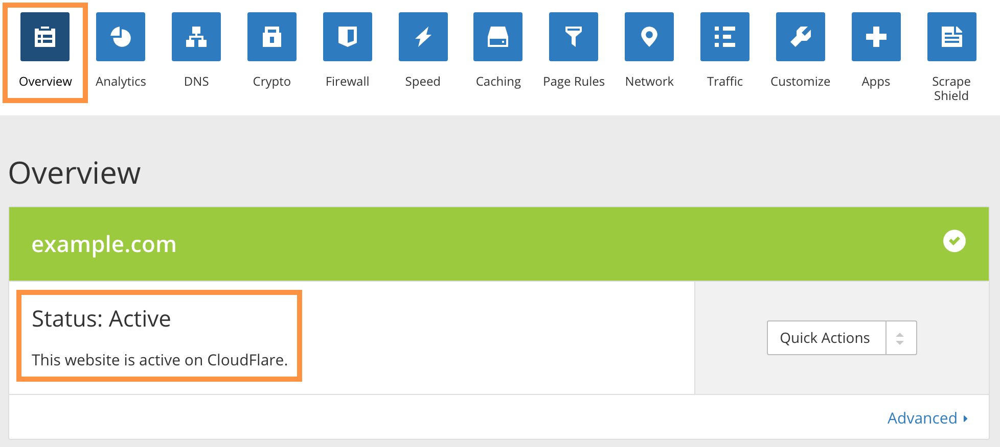 Overview Analytics DNS Crypto Firewall Speed Caching Page Rules Network Traffic Customize Apps Scrape
Shield
Overview
example.com
Status: Active
This website is active on CloudFlare.
Quick Actions
Advanced